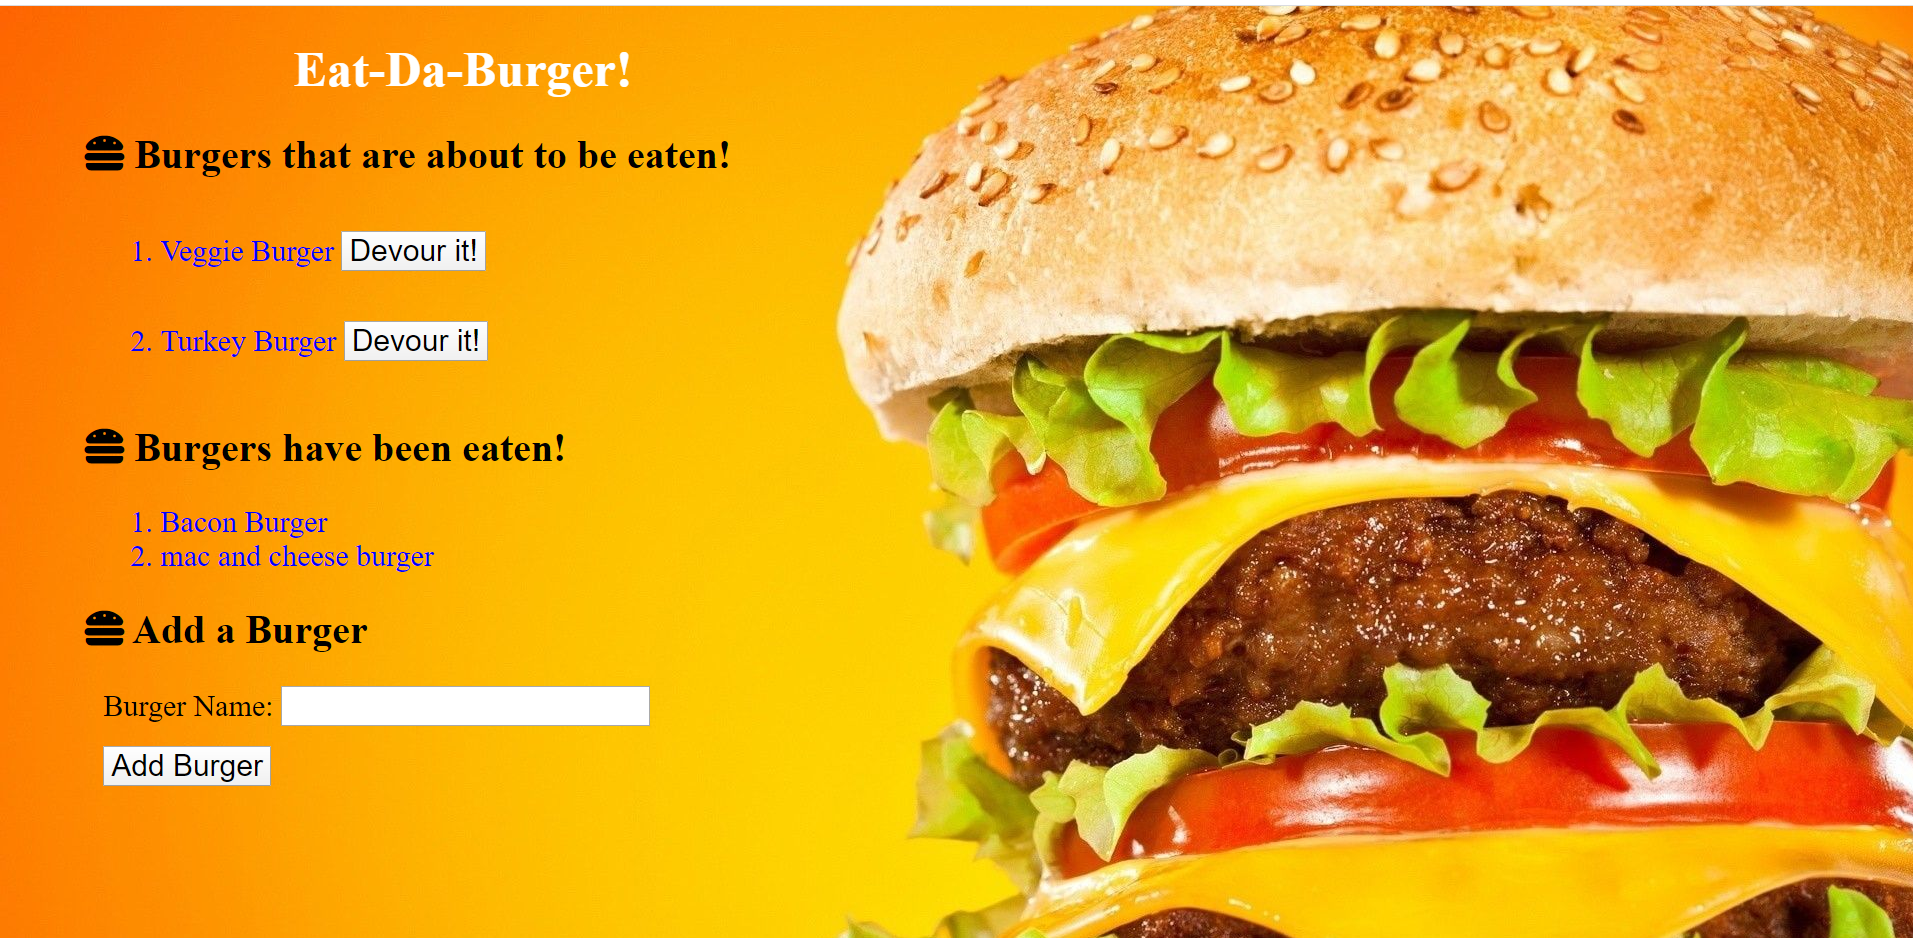 Eat-Da-Burger!
Burgers that are about to be eaten!
1. Veggie Burger Devour it!
2. Turkey Burger Devour it!
Burgers have been eaten!
1. Bacon Burger
2. mac and cheese burger
Add a Burger
Burger Name:
Add Burger